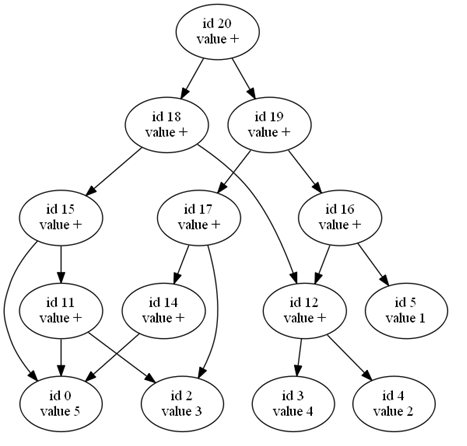 id 20
value +
id 18
value +
id 19
value +
id 15
value +
id 17
value +
id 16
value +
id 11
value +
id 14
value +
id 12
value +
id 5
value 1
id 0
value 5
id 2
value 3
id 3
value 4
id 4
value 2